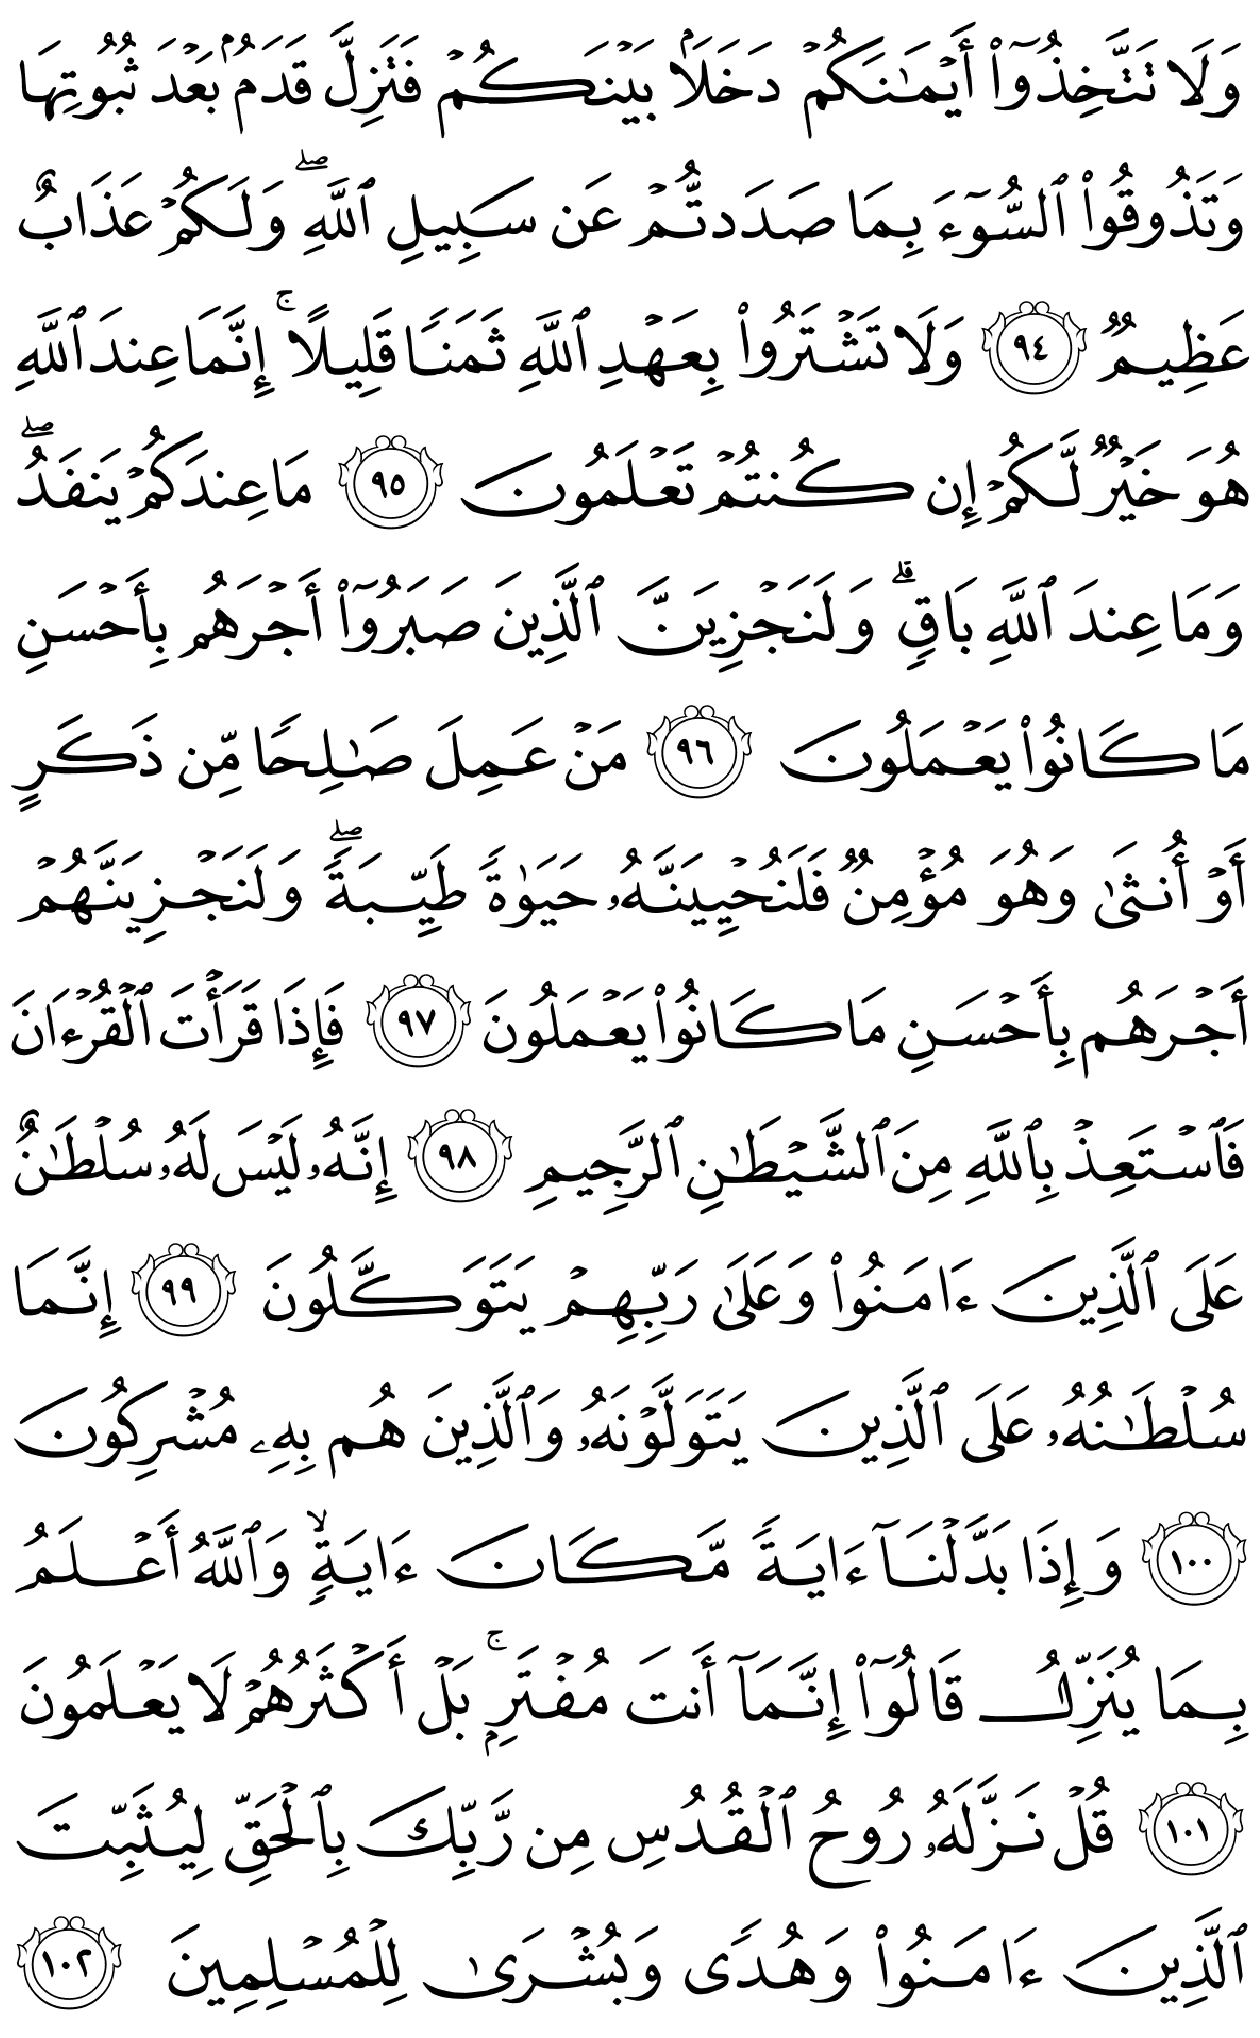 وَلَا تَتَّخِذُوٓا۟ أَيۡمَـٰنَكُمۡ دَخَلَۢا بَيۡنَكُمۡ فَتَزِلَّ قَدَمُۢ بَعۡدَ ثُبُوتِهَا
وَتَذُوقُوا۟ ٱلسُّوٓءَ بِمَا صَدَدتُّمۡ عَن سَبِيلِ ٱللَّهِ ۖ وَلَكُمۡ عَذَابٌ
عَظِيمٌ ٩٤ وَلَا تَشۡتَرُوا۟ بِعَهۡدِ ٱللَّهِ ثَمَنًا قَلِيلًا ۚ إِنَّمَا عِندَ ٱللَّهِ
هُوَ خَيۡرٌ لَّكُمۡ إِن كُنتُمۡ تَعۡلَمُونَ ٩٥ مَا عِندَكُمۡ يَنفَدُ ۖ
وَمَا عِندَ ٱللَّهِ بَاقٍ ۗ وَلَنَجۡزِيَنَّ ٱلَّذِينَ صَبَرُوٓا۟ أَجۡرَهُم بِأَحۡسَنِ
مَا كَانُوا۟ يَعۡمَلُونَ ٩٦ مَنۡ عَمِلَ صَـٰلِحًا مِّن ذَكَرٍ
أَوۡ أُنثَىٰ وَهُوَ مُؤۡمِنٌ فَلَنُحۡيِيَنَّهُۥ حَيَوٰةً طَيِّبَةً ۖ وَلَنَجۡزِيَنَّهُمۡ
أَجۡرَهُم بِأَحۡسَنِ مَا كَانُوا۟ يَعۡمَلُونَ ٩٧ فَإِذَا قَرَأۡتَ ٱلۡقُرۡءَانَ
فَٱسۡتَعِذۡ بِٱللَّهِ مِنَ ٱلشَّيۡطَـٰنِ ٱلرَّجِيمِ ٩٨ إِنَّهُۥ لَيۡسَ لَهُۥ سُلۡطَـٰنٌ
عَلَى ٱلَّذِينَ ءَامَنُوا۟ وَعَلَىٰ رَبِّهِمۡ يَتَوَكَّلُونَ ٩٩ إِنَّمَا
سُلۡطَـٰنُهُۥ عَلَى ٱلَّذِينَ يَتَوَلَّوۡنَهُۥ وَٱلَّذِينَ هُم بِهِۦ مُشۡرِكُونَ
١٠٠ وَإِذَا بَدَّلۡنَآ ءَايَةً مَّكَانَ ءَايَةٍ ۙ وَٱللَّهُ أَعۡلَمُ
بِمَا يُنَزِّلُ قَالُوٓا۟ إِنَّمَآ أَنتَ مُفۡتَرِۭ ۚ بَلۡ أَكۡثَرُهُمۡ لَا يَعۡلَمُونَ
١٠١ قُلۡ نَزَّلَهُۥ رُوحُ ٱلۡقُدُسِ مِن رَّبِّكَ بِٱلۡحَقِّ لِيُثَبِّتَ
ٱلَّذِينَ ءَامَنُوا۟ وَهُدًى وَبُشۡرَىٰ لِلۡمُسۡلِمِينَ ١٠٢